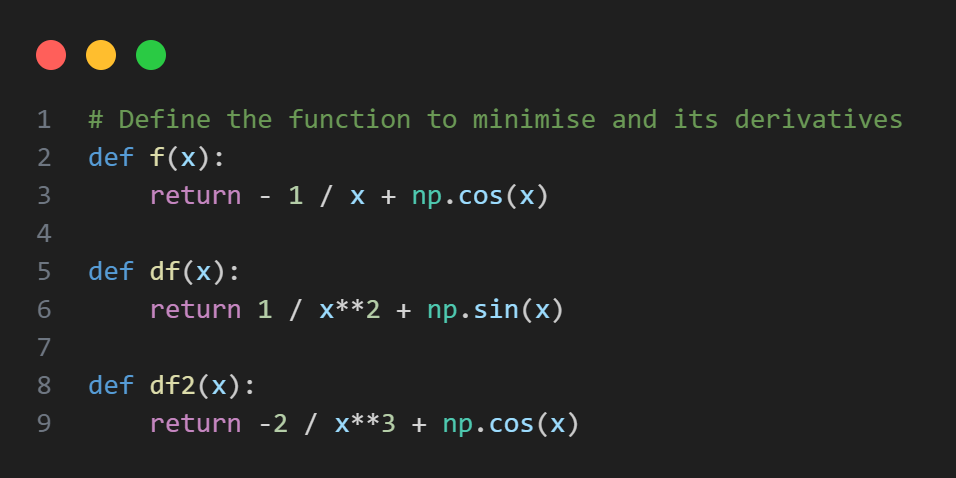 1 # Define the function to minimise and its derivatives
2 def f(x):
3     return - 1 / x + np.cos(x)
4
5 def df(x):
6     return 1 / x**2 + np.sin(x)
7
8 def df2(x):
9     return -2 / x**3 + np.cos(x)